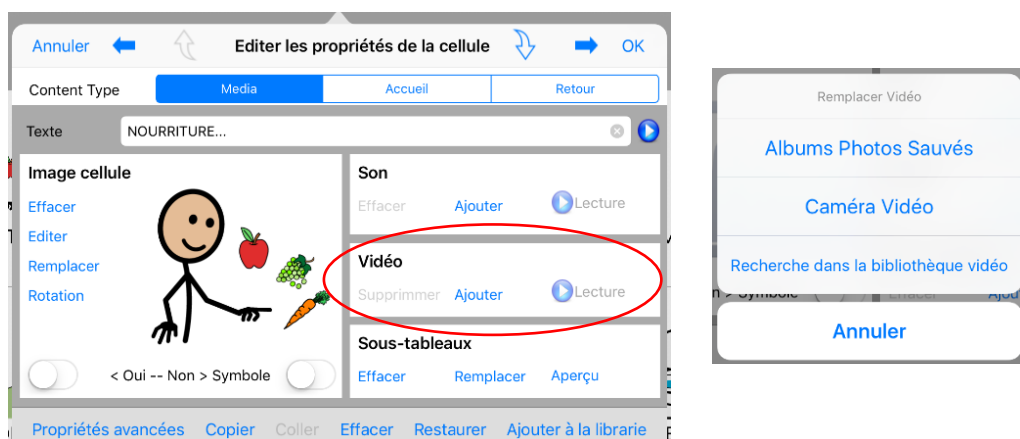 Annuler Editer les propriétés de la cellule OK
Content Type Media Accueil Retour
Texte NOURRITURE...
Image cellule
Effacer
Editer
Remplacer
Rotation
< Oui -- Non > Symbole
Son
Effacer Ajouter Lecture
Vidéo
Supprimmer Ajouter Lecture
Sous-tableaux
Effacer Remplacer Aperçu
Propriétés avancées Copier Coller Effacer Restaurer Ajouter à la librarie
Remplacer Vidéo
Albums Photos Sauvés
Caméra Vidéo
Recherche dans la bibliothèque vidéo
Annuler